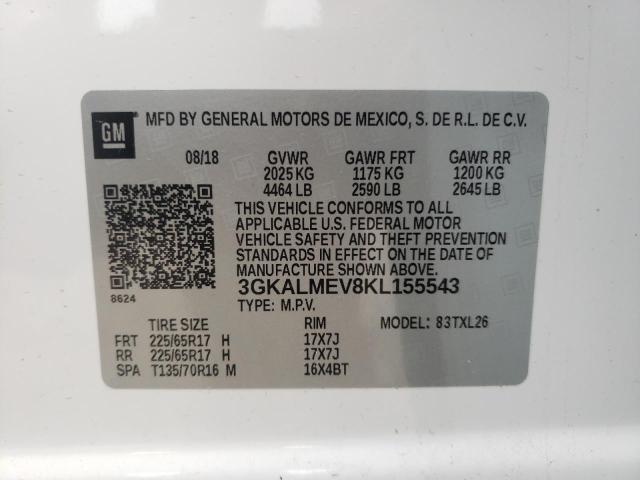 GM
MFD BY GENERAL MOTORS DE MEXICO, S. DE R.L. DE C.V.
08/18 GVWR GAWR FRT GAWR RR
2025 KG 1175 KG 1200 KG
4464 LB 2590 LB 2645 LB
THIS VEHICLE CONFORMS TO ALL
APPLICABLE U.S. FEDERAL MOTOR
VEHICLE SAFETY AND THEFT PREVENTION
STANDARDS IN EFFECT ON THE DATE OF
MANUFACTURE SHOWN ABOVE.
8624
3GKALMEV8KL155543
TYPE: M.P.V.
TIRE SIZE RIM MODEL: 83TXL26
FRT 225/65R17 H 17X7J
RR 225/65R17 H 17X7J
SPA T135/70R16 M 16X4BT